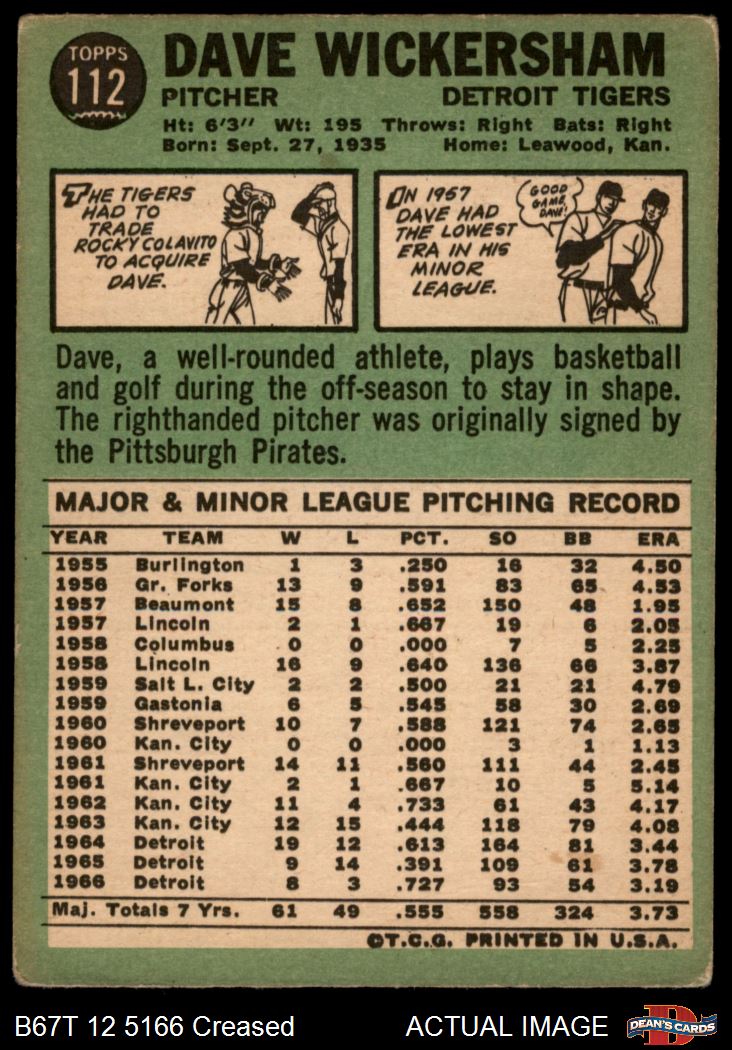 TOPPS
112
DAVE WICKERSHAM
PITCHER DETROIT TIGERS
Ht: 6'3" Wt: 195 Throws: Right Bats: Right
Born: Sept. 27, 1935 Home: Leawood, Kan.
THE TIGERS
HAD TO
TRADE
ROCKY COLAVITO
TO ACQUIRE
DAVE.
IN 1957
DAVE HAD
THE LOWEST
ERA IN HIS
MINOR
LEAGUE.
GOOD
GAME,
DAVE!
Dave, a well-rounded athlete, plays basketball
and golf during the off-season to stay in shape.
The righthanded pitcher was originally signed by
the Pittsburgh Pirates.
MAJOR & MINOR LEAGUE PITCHING RECORD
YEAR TEAM W L PCT. SO BB ERA
1955 Burlington 1 3 .250 16 32 4.50
1956 Gr. Forks 13 9 .591 83 65 4.53
1957 Beaumont 15 8 .652 150 48 1.95
1957 Lincoln 2 1 .667 19 6 2.05
1958 Columbus 0 0 .000 7 5 2.25
1958 Lincoln 16 9 .640 136 66 3.87
1959 Salt L. City 2 2 .500 21 21 4.79
1959 Gastonia 6 5 .545 58 30 2.69
1960 Shreveport 10 7 .588 121 74 2.65
1960 Kan. City 0 0 .000 3 1 1.13
1961 Shreveport 14 11 .560 111 44 2.45
1961 Kan. City 2 1 .667 10 5 5.14
1962 Kan. City 11 4 .733 61 43 4.17
1963 Kan. City 12 15 .444 118 79 4.08
1964 Detroit 19 12 .613 164 81 3.44
1965 Detroit 9 14 .391 109 61 3.78
1966 Detroit 8 3 .727 93 54 3.19
Maj. Totals 7 Yrs. 61 49 .555 558 324 3.73
©T.C.G. PRINTED IN U.S.A.
B67T 12 5166 Creased ACTUAL IMAGE
D
DEAN'S CARDS